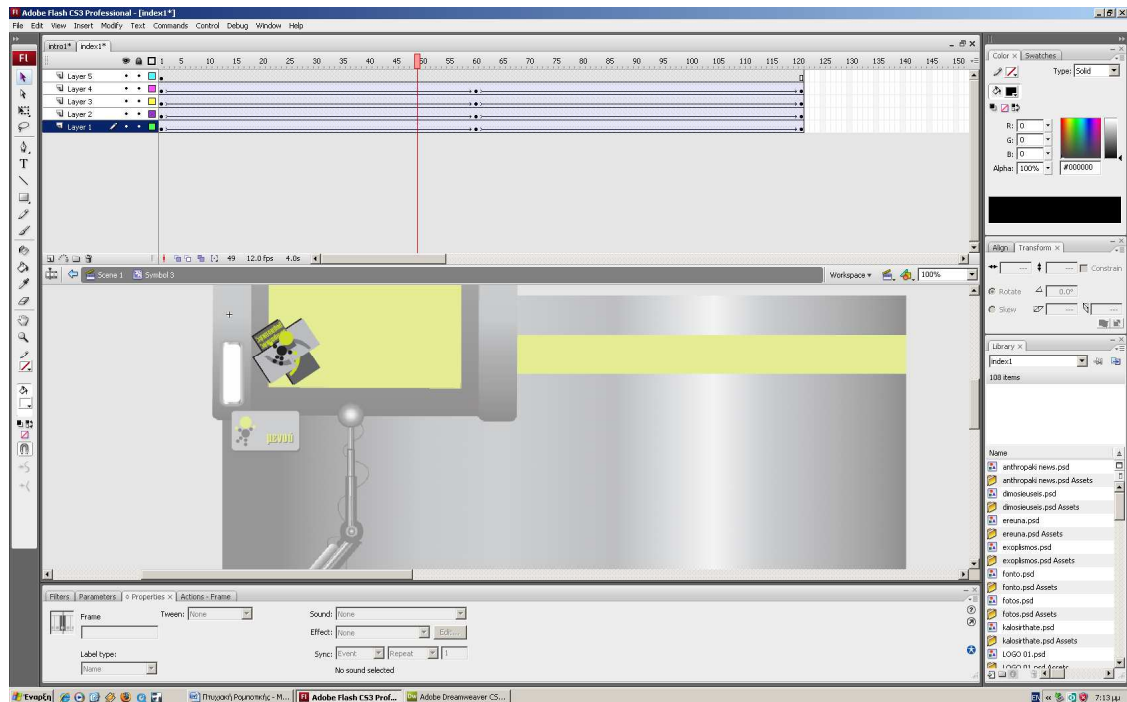 Adobe Flash CS3 Professional - [index1*]
File Edit View Insert Modify Text Commands Control Debug Window Help
intro1* index1*
1 5 10 15 20 25 30 35 40 45 50 55 60 65 70 75 80 85 90 95 100 105 110 115 120 125 130 135 140 145 150
Layer 5
Layer 4
Layer 3
Layer 2
Layer 1
49 12.0 fps 4.0s
Scene 1 Symbol 3 Workspace 100%
μενού
Filters Parameters Properties Actions - Frame
Frame Tween: None Sound: None
Effect: None Edit...
Label type: Sync: Event Repeat 1
Name No sound selected
Color Swatches
Type: Solid
R: 0
G: 0
B: 0
Alpha: 100% #000000
Align Transform
Constrain
Rotate 0.0°
Skew
Library
index1
108 items
Name
anthropaki news.psd
anthropaki news.psd Assets
dimosieuseis.psd
dimosieuseis.psd Assets
ereuna.psd
ereuna.psd Assets
exoplismos.psd
exoplismos.psd Assets
fonto.psd
fonto.psd Assets
fotos.psd
fotos.psd Assets
kalosirthate.psd
kalosirthate.psd Assets
LOGO 01.psd
LOGO 01.psd Assets
Έναρξη Πτυχιακή Ρουποτικής - M... Adobe Flash CS3 Prof... Adobe Dreamweaver CS... EN 7:13 μμ